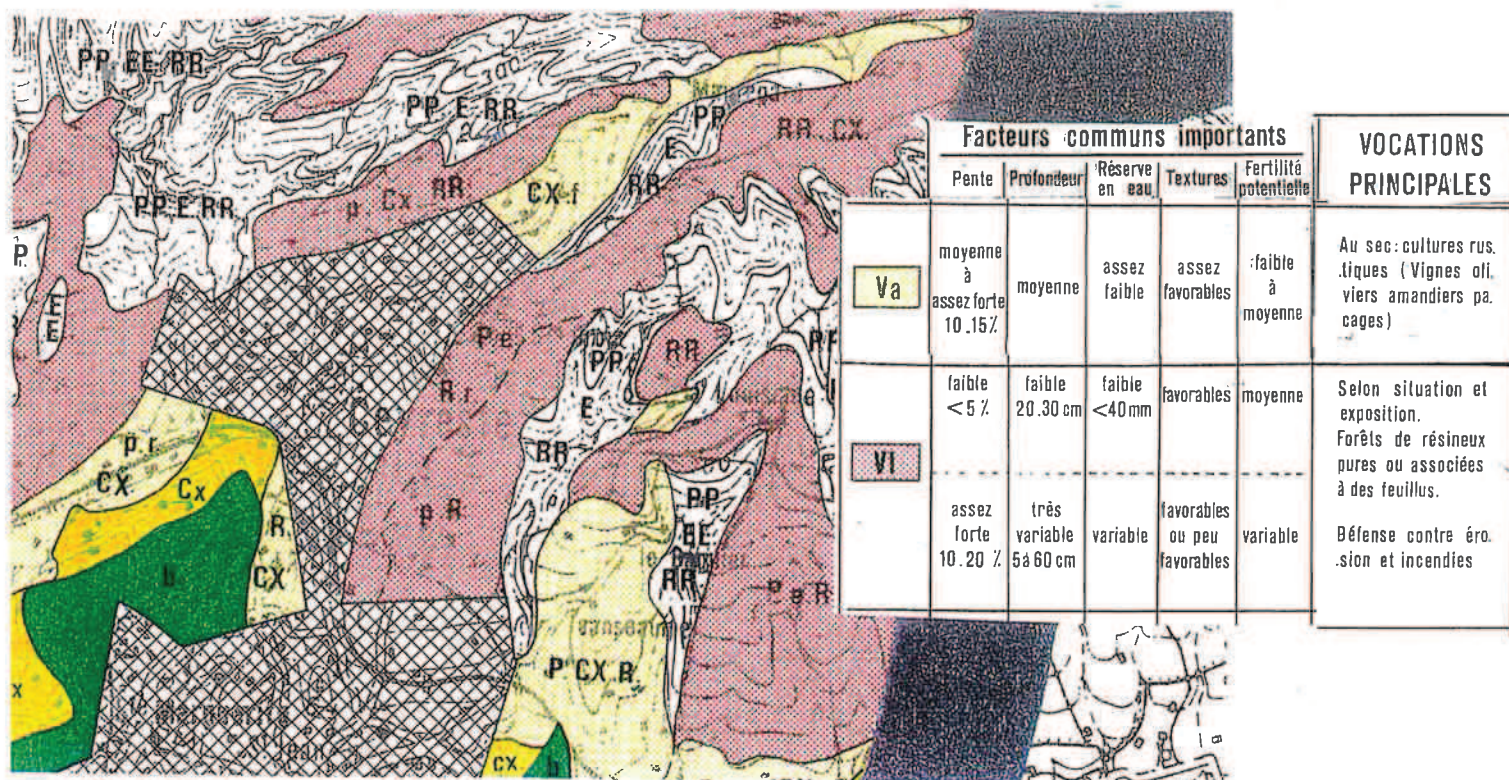 PP. EE. RR.
PP. E. RR.
PP. E. RR.
p. Cx. RR.
CX.f
PP
E
RR
RR. CX.
P.
E
E
P.e.
R.
PP
RR
E
RR
p.r.
CX
Cx
b
R.
CX
p.R.
PP
EE.
RR.
P. CX. R.
p e R
x
cx
b
Facteurs communs importants
VOCATIONS
PRINCIPALES
Pente
Profondeur
Réserve
en eau
Textures
Fertilité
potentielle
Va
moyenne
à
assez forte
10.15%
moyenne
assez
faible
assez
favorables
faible
à
moyenne
Au sec: cultures rus.
.tiques (Vignes oli.
viers amandiers pa.
cages)
VI
faible
<5 %
faible
20.30 cm
faible
<40mm
favorables
moyenne
assez
forte
10.20 %
très
variable
5à60 cm
variable
favorables
ou peu
favorables
variable
Selon situation et
exposition.
Forêts de résineux
pures ou associées
à des feuillus.
Béfense contre éro.
.sion et incendies